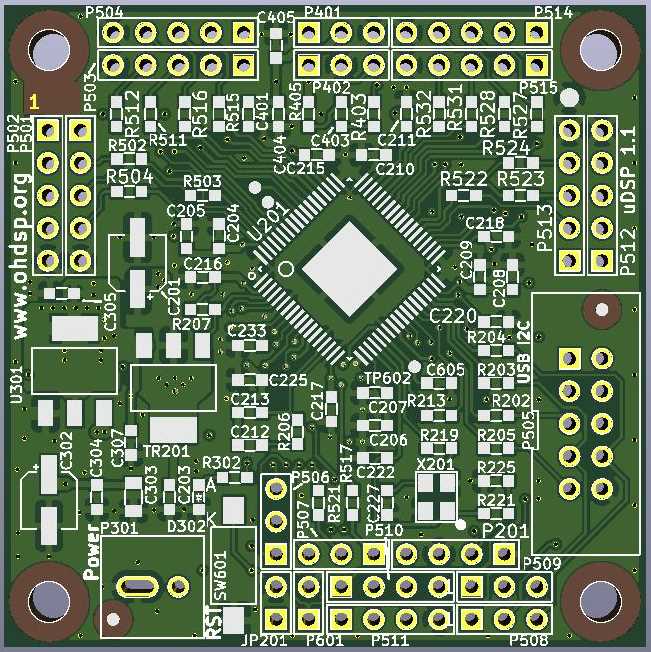 P504
C405
P401
P514
P503
P402
P515
1
P502
P501
R512
R511
R516
R515
C401
C404
R405
C403
R403
C211
R532
R531
R528
R527
R502
C215
C210
R524
R504
R503
R522
R523
uDSP 1.1
www.ohdsp.org
C205
C204
U201
C218
P513
P512
C216
C209
C208
C305
C201
R207
C220
R204
USB I2C
C233
U301
C225
TP602
C605
R203
C213
C217
C207
R213
R202
C212
R206
C206
R219
R205
P505
C302
C304
C307
TR201
R302
C222
R517
X201
R225
C303
C203
A
K
P506
R521
C227
R221
Power
P301
D302
SW601
P507
P510
P201
P509
RST
JP201
P601
P511
P508